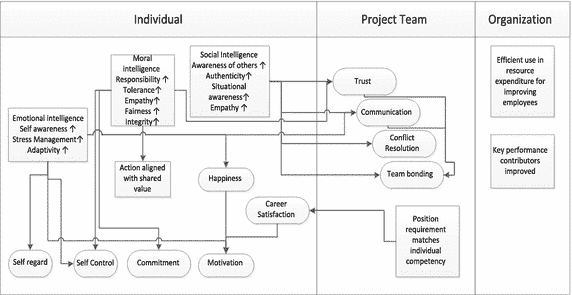 Individual
Project Team
Organization
Moral
intelligence
Responsibility ↑
Tolerance↑
Empathy↑
Fairness ↑
Integrity↑
Social Intelligence
Awareness of others ↑
Authenticity↑
Situational
awareness↑
Empathy ↑
Emotional intelligence
Self awareness ↑
Stress Management↑
Adaptivity ↑
Action aligned
with shared
value
Happiness
Career
Satisfaction
Self regard
Self Control
Commitment
Motivation
Trust
Communication
Conflict
Resolution
Team bonding
Position
requirement
matches
individual
competency
Efficient use in
resource
expenditure for
improving
employees
Key performance
contributors
improved